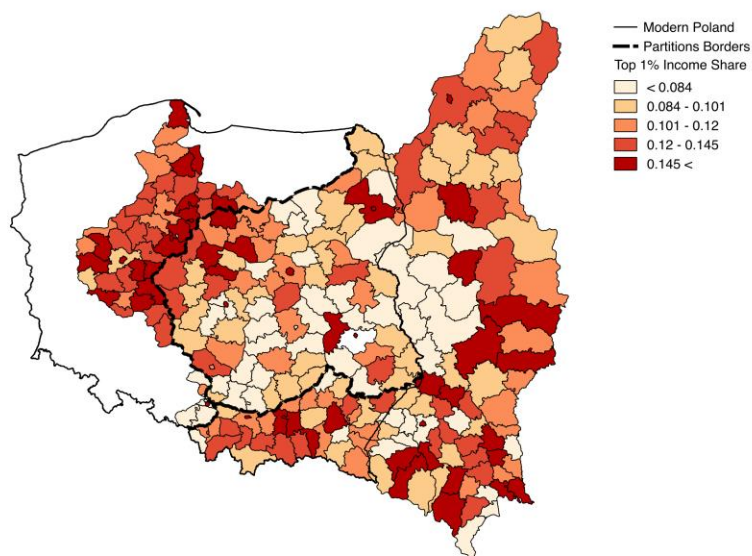 Modern Poland
Partitions Borders
Top 1% Income Share
< 0.084
0.084 - 0.101
0.101 - 0.12
0.12 - 0.145
0.145 <